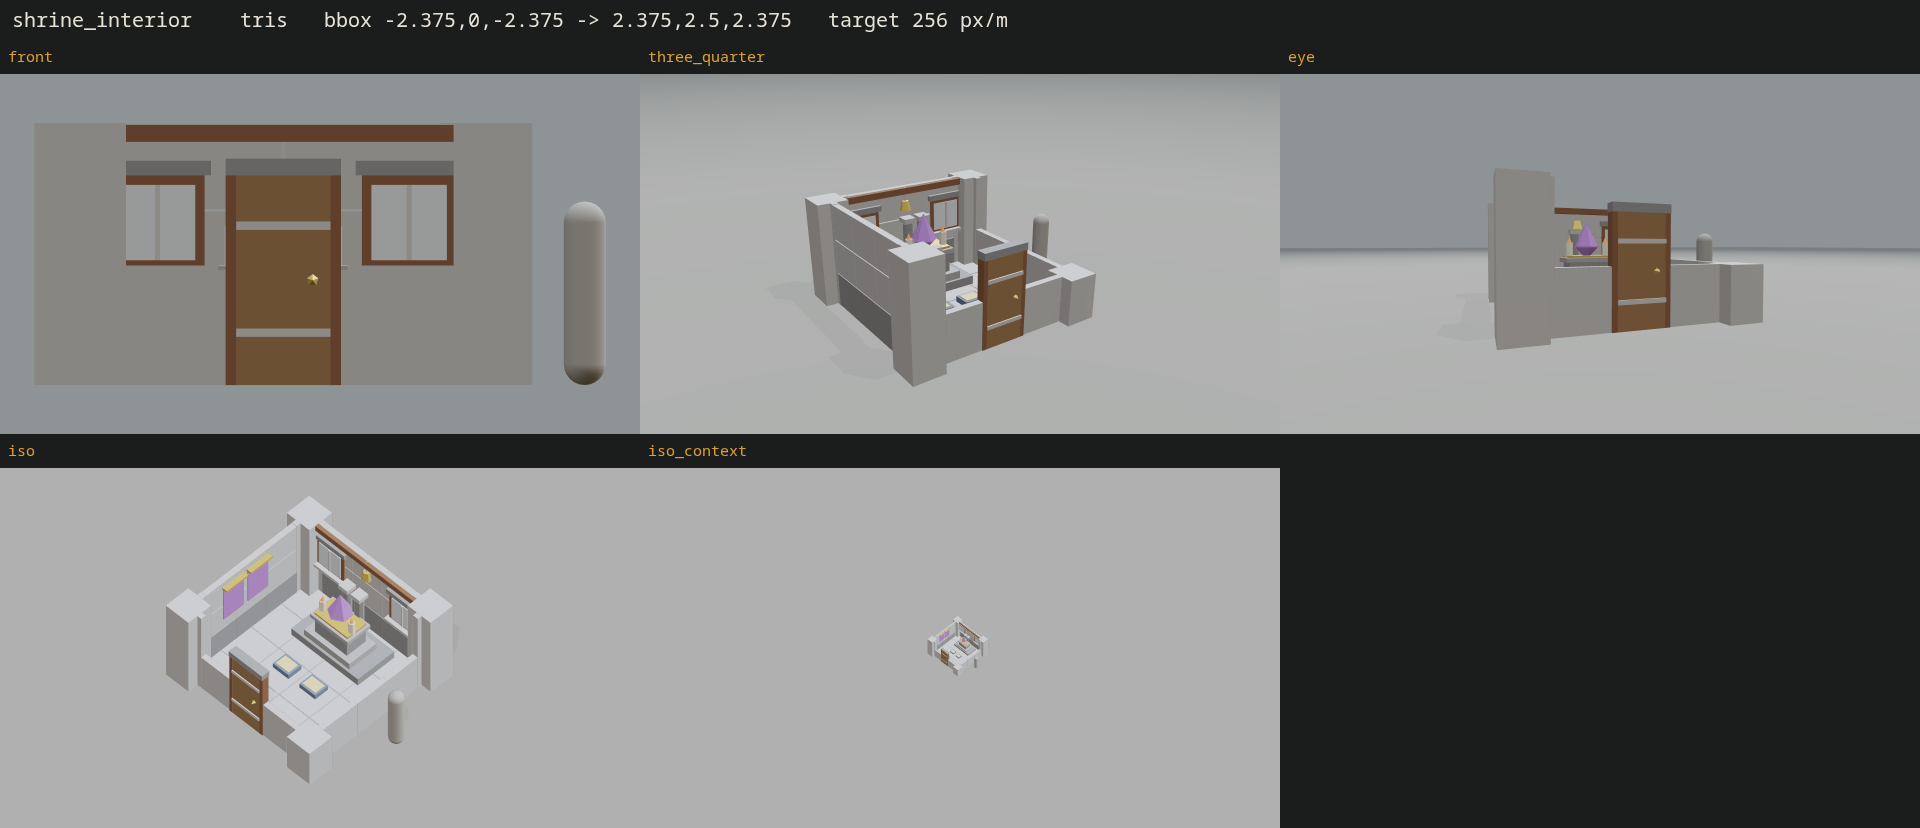 shrine_interior    tris   bbox -2.375,0,-2.375 -> 2.375,2.5,2.375   target 256 px/m
front
three_quarter
eye
iso
iso_context